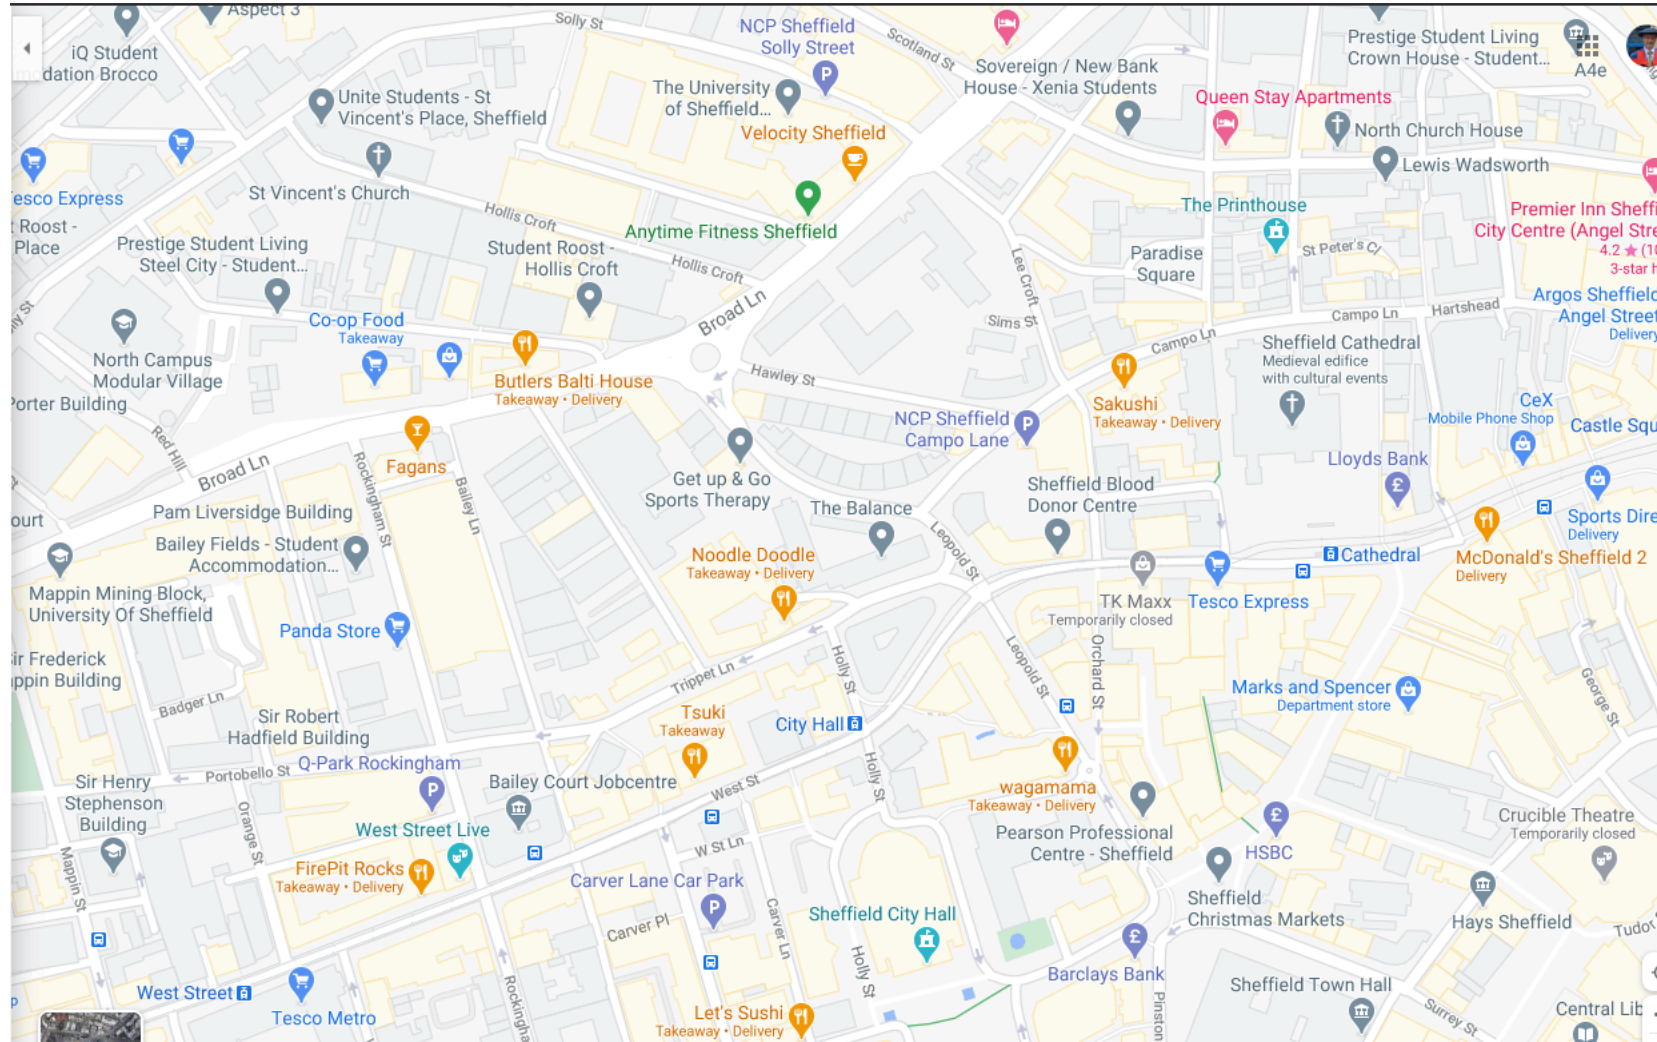 Aspect 3
Solly St
NCP Sheffield
Solly Street
P
Scotland St
iQ Student
dation Brocco
Prestige Student Living
Crown House - Student...
A4e
The University
of Sheffield...
Sovereign / New Bank
House - Xenia Students
Unite Students - St
Vincent's Place, Sheffield
Queen Stay Apartments
Velocity Sheffield
North Church House
Lewis Wadsworth
esco Express
St Vincent's Church
t Roost -
Place
Hollis Croft
Anytime Fitness Sheffield
The Printhouse
Premier Inn Sheffi
City Centre (Angel Stre
4.2 ★ (10
3-star h
Prestige Student Living
Steel City - Student...
Student Roost -
Hollis Croft
Hollis Croft
Lee Croft
Paradise
Square
St Peter's Cl
Broad Ln
Sims St
Campo Ln
Campo Ln
Hartshead
Argos Sheffield
Angel Street
Delivery
Co-op Food
Takeaway
North Campus
Modular Village
Porter Building
Butlers Balti House
Takeaway • Delivery
Hawley St
Sheffield Cathedral
Medieval edifice
with cultural events
Sakushi
Takeaway • Delivery
NCP Sheffield
Campo Lane
P
CeX
Mobile Phone Shop
Castle Squ
Red Hill
Broad Ln
Fagans
Rockingham St
Bailey Ln
Get up & Go
Sports Therapy
The Balance
Sheffield Blood
Donor Centre
Lloyds Bank
£
ourt
Pam Liversidge Building
Bailey Fields - Student
Accommodation...
Leopold St
Sports Dire
Delivery
Noodle Doodle
Takeaway • Delivery
Cathedral
McDonald's Sheffield 2
Delivery
Mappin Mining Block,
University Of Sheffield
TK Maxx
Temporarily closed
Tesco Express
Panda Store
ir Frederick
ppin Building
Trippet Ln
Holly St
Leopold St
Orchard St
Marks and Spencer
Department store
George St
Badger Ln
Sir Robert
Hadfield Building
Tsuki
Takeaway
City Hall
Portobello St
Q-Park Rockingham
P
Sir Henry
Stephenson
Building
Bailey Court Jobcentre
West St
Holly St
wagamama
Takeaway • Delivery
Pearson Professional
Centre - Sheffield
£
HSBC
Crucible Theatre
Temporarily closed
Orange St
West Street Live
W St Ln
Mappin St
FirePit Rocks
Takeaway • Delivery
Carver Lane Car Park
P
Carver Pl
Carver Ln
Sheffield City Hall
Sheffield
Christmas Markets
Hays Sheffield
Tudor
Holly St
£
Barclays Bank
West Street
Tesco Metro
Rockingham
Let's Sushi
Takeaway • Delivery
Pinston
Sheffield Town Hall
Surrey St
Central Lib